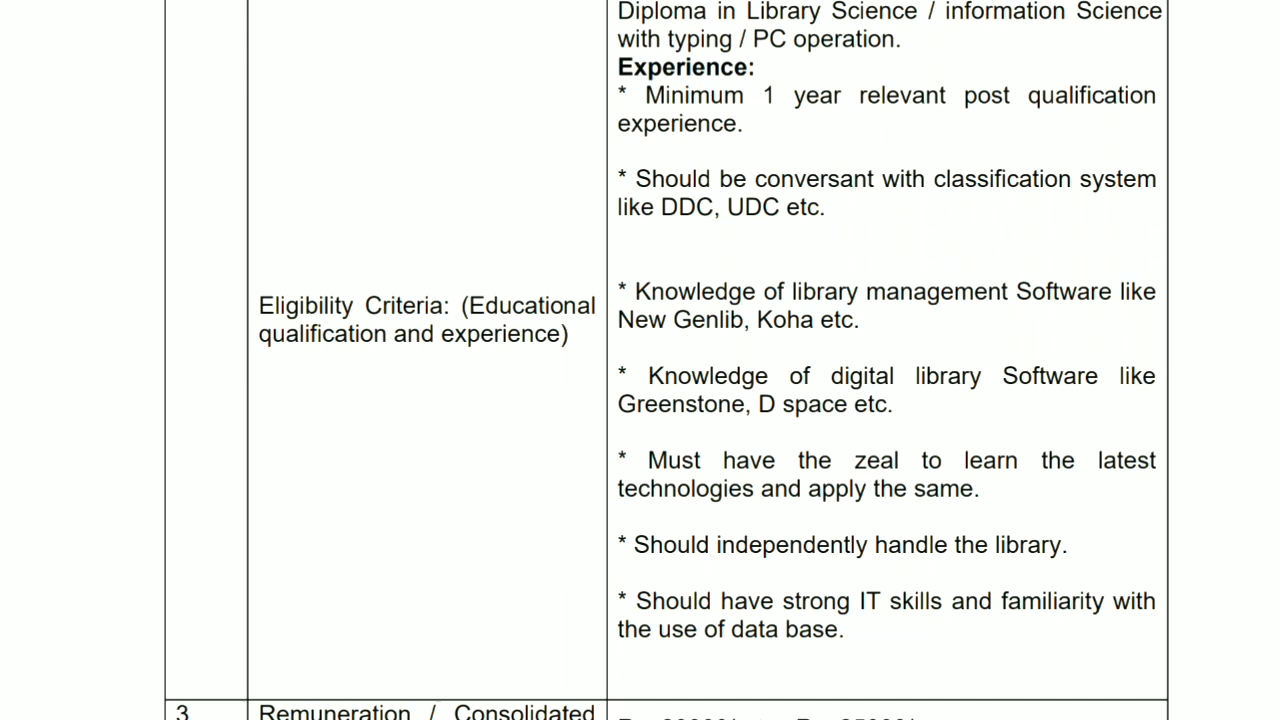 Diploma in Library Science / information Science
with typing / PC operation.
Experience:
* Minimum 1 year relevant post qualification
experience.
* Should be conversant with classification system
like DDC, UDC etc.
Eligibility Criteria: (Educational
qualification and experience)
* Knowledge of library management Software like
New Genlib, Koha etc.
* Knowledge of digital library Software like
Greenstone, D space etc.
* Must have the zeal to learn the latest
technologies and apply the same.
* Should independently handle the library.
* Should have strong IT skills and familiarity with
the use of data base.
3
Remuneration / Consolidated